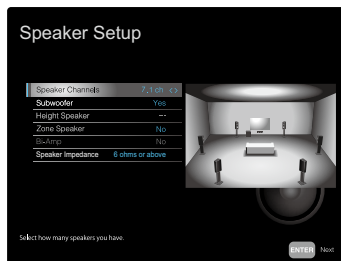 Speaker Setup
Speaker Channels 7.1 ch <>
Subwoofer Yes
Height Speaker ---
Zone Speaker No
Bi-Amp No
Speaker Impedance 6 ohms or above
Select how many speakers you have.
ENTER Next